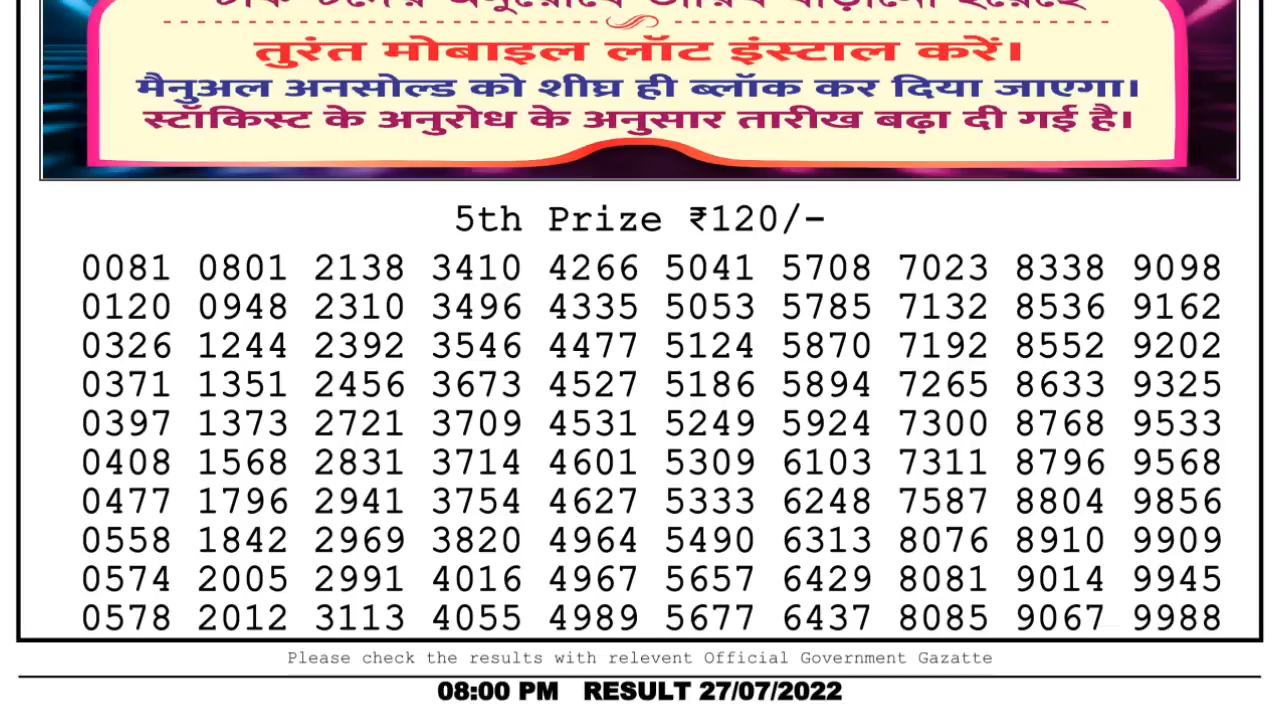 तुरंत मोबाइल लॉट इंस्टाल करें।
मैनुअल अनसोल्ड को शीघ्र ही ब्लॉक कर दिया जाएगा।
स्टॉकिस्ट के अनुरोध के अनुसार तारीख बढ़ा दी गई है।
5th Prize ₹120/-
0081 0801 2138 3410 4266 5041 5708 7023 8338 9098
0120 0948 2310 3496 4335 5053 5785 7132 8536 9162
0326 1244 2392 3546 4477 5124 5870 7192 8552 9202
0371 1351 2456 3673 4527 5186 5894 7265 8633 9325
0397 1373 2721 3709 4531 5249 5924 7300 8768 9533
0408 1568 2831 3714 4601 5309 6103 7311 8796 9568
0477 1796 2941 3754 4627 5333 6248 7587 8804 9856
0558 1842 2969 3820 4964 5490 6313 8076 8910 9909
0574 2005 2991 4016 4967 5657 6429 8081 9014 9945
0578 2012 3113 4055 4989 5677 6437 8085 9067 9988
Please check the results with relevent Official Government Gazatte
08:00 PM RESULT 27/07/2022